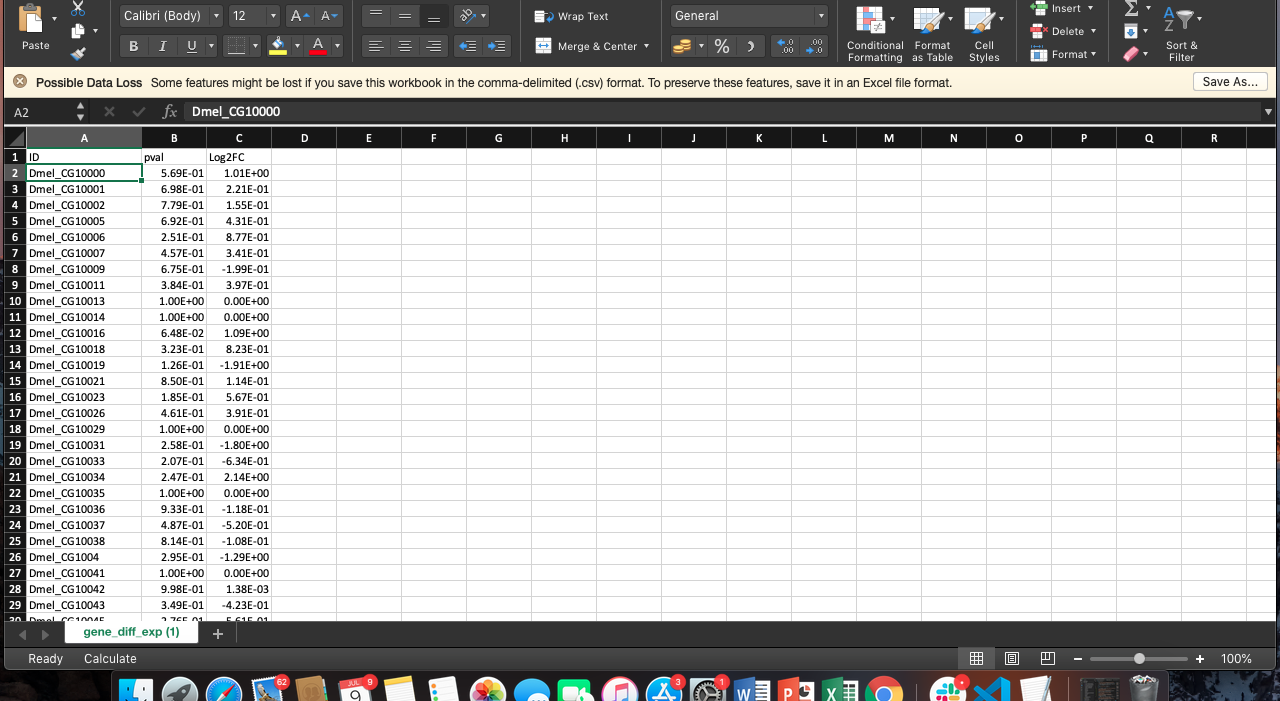 Calibri (Body) 12 A A Wrap Text General Insert
Paste B I U A Merge & Center % Conditional Formatting Format as Table Cell Styles Delete Format Sort & Filter
Possible Data Loss Some features might be lost if you save this workbook in the comma-delimited (.csv) format. To preserve these features, save it in an Excel file format. Save As...
A2 fx Dmel_CG10000
A B C D E F G H I J K L M N O P Q R
1 ID pval Log2FC
2 Dmel_CG10000 5.69E-01 1.01E+00
3 Dmel_CG10001 6.98E-01 2.21E-01
4 Dmel_CG10002 7.79E-01 1.55E-01
5 Dmel_CG10005 6.92E-01 4.31E-01
6 Dmel_CG10006 2.51E-01 8.77E-01
7 Dmel_CG10007 4.57E-01 3.41E-01
8 Dmel_CG10009 6.75E-01 -1.99E-01
9 Dmel_CG10011 3.84E-01 3.97E-01
10 Dmel_CG10013 1.00E+00 0.00E+00
11 Dmel_CG10014 1.00E+00 0.00E+00
12 Dmel_CG10016 6.48E-02 1.09E+00
13 Dmel_CG10018 3.23E-01 8.23E-01
14 Dmel_CG10019 1.26E-01 -1.91E+00
15 Dmel_CG10021 8.50E-01 1.14E-01
16 Dmel_CG10023 1.85E-01 5.67E-01
17 Dmel_CG10026 4.61E-01 3.91E-01
18 Dmel_CG10029 1.00E+00 0.00E+00
19 Dmel_CG10031 2.58E-01 -1.80E+00
20 Dmel_CG10033 2.07E-01 -6.34E-01
21 Dmel_CG10034 2.47E-01 2.14E+00
22 Dmel_CG10035 1.00E+00 0.00E+00
23 Dmel_CG10036 9.33E-01 -1.18E-01
24 Dmel_CG10037 4.87E-01 -5.20E-01
25 Dmel_CG10038 8.14E-01 -1.08E-01
26 Dmel_CG1004 2.95E-01 -1.29E+00
27 Dmel_CG10041 1.00E+00 0.00E+00
28 Dmel_CG10042 9.98E-01 1.38E-03
29 Dmel_CG10043 3.49E-01 -4.23E-01
gene_diff_exp (1) +
Ready Calculate 100%
62 JUL 9 9 3 1 W P X